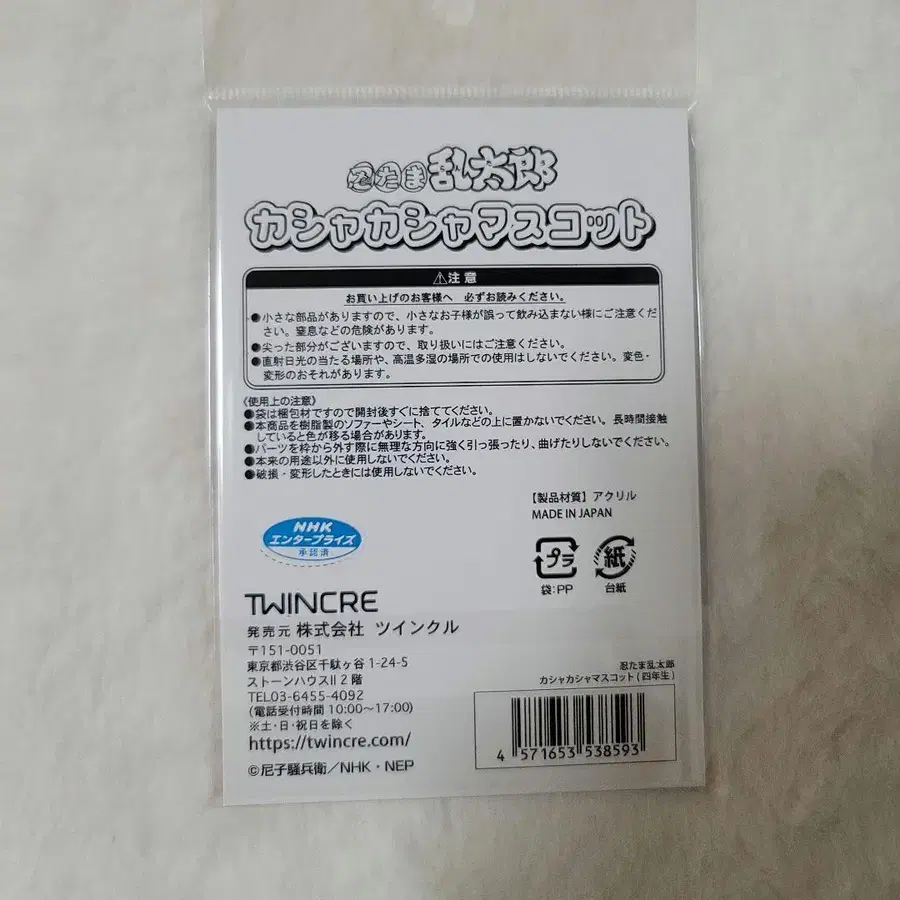 忍たま乱太郎
カシャカシャマスコット
⚠注意
お買い上げのお客様へ 必ずお読みください。
●小さな部品がありますので、小さなお子様が誤って飲み込まない様にご注意くだ
さい。窒息などの危険があります。
●尖った部分がございますので、取り扱いにはご注意ください。
●直射日光の当たる場所や、高温多湿の場所での使用はしないでください。変色・
変形のおそれがあります。
《使用上の注意》
●袋は梱包材ですので開封後すぐに捨ててください。
●本商品を樹脂製のソファーやシート、タイルなどの上に置かないでください。長時間接触
していると色が移る場合があります。
●パーツを枠から外す際に無理な方向に強く引っ張ったり、曲げたりしないでください。
●本来の用途以外に使用しないでください。
●破損・変形したときには使用しないでください。
【製品材質】アクリル
MADE IN JAPAN
NHK
エンタープライズ
承認済
プラ
袋:PP
紙
台紙
TWINCRE
発売元 株式会社 ツインクル
〒151-0051
東京都渋谷区千駄ヶ谷 1-24-5
ストーンハウスⅡ 2 階
TEL03-6455-4092
(電話受付時間 10:00～17:00)
※土・日・祝日を除く
https://twincre.com/
©尼子騒兵衛／NHK・NEP
忍たま乱太郎
カシャカシャマスコット(四年生)
4 571653 538593